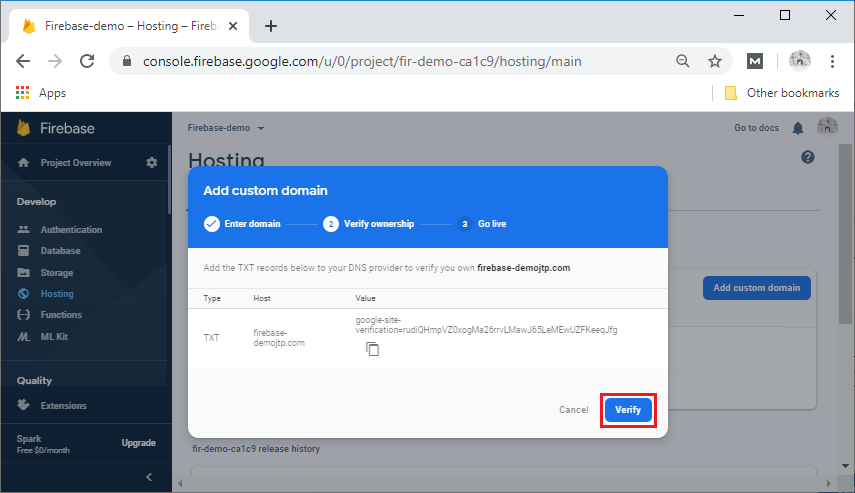 Firebase-demo – Hosting – Fireb
console.firebase.google.com/u/0/project/fir-demo-ca1c9/hosting/main
Apps
Other bookmarks
Firebase
Firebase-demo
Go to docs
Project Overview
Hosting
Develop
Authentication
Database
Storage
Hosting
Functions
ML Kit
Quality
Extensions
Spark
Free $0/month
Upgrade
Add custom domain
Enter domain
2 Verify ownership
3 Go live
Add the TXT records below to your DNS provider to verify you own firebase-demojtp.com
Type Host Value
TXT
firebase-
demojtp.com
google-site-
verification=rudiQHmpVZ0xogMa26rrvLMawJ65LeMEwUZFKeeqJfg
Cancel
Verify
Add custom domain
fir-demo-ca1c9 release history